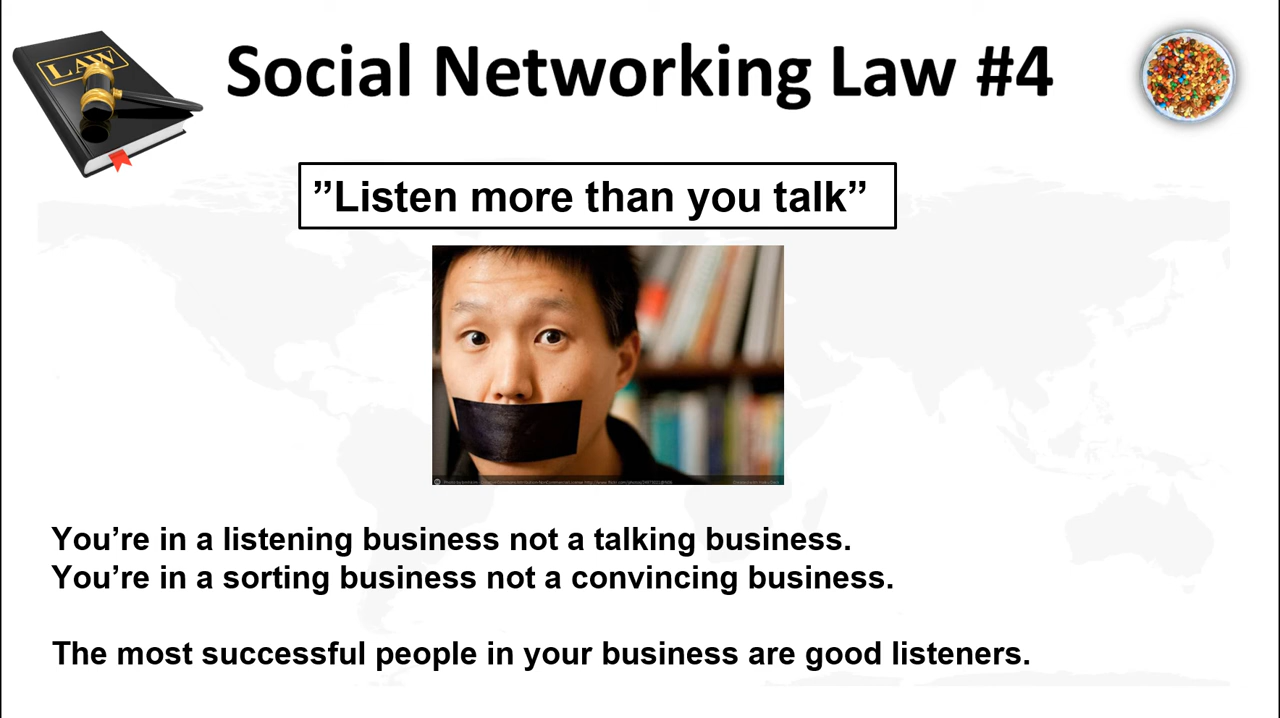 LAW
Social Networking Law #4
”Listen more than you talk”
You’re in a listening business not a talking business.
You’re in a sorting business not a convincing business.
The most successful people in your business are good listeners.